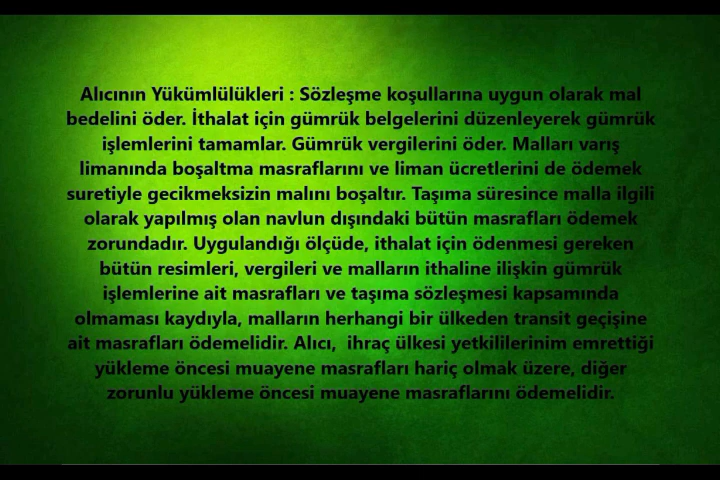 Alıcının Yükümlülükleri : Sözleşme koşullarına uygun olarak mal
bedelini öder. İthalat için gümrük belgelerini düzenleyerek gümrük
işlemlerini tamamlar. Gümrük vergilerini öder. Malları varış
limanında boşaltma masraflarını ve liman ücretlerini de ödemek
suretiyle gecikmeksizin malını boşaltır. Taşıma süresince malla ilgili
olarak yapılmış olan navlun dışındaki bütün masrafları ödemek
zorundadır. Uygulandığı ölçüde, ithalat için ödenmesi gereken
bütün resimleri, vergileri ve malların ithaline ilişkin gümrük
işlemlerine ait masrafları ve taşıma sözleşmesi kapsamında
olmaması kaydıyla, malların herhangi bir ülkeden transit geçişine
ait masrafları ödemelidir. Alıcı,  ihraç ülkesi yetkililerinim emrettiği
yükleme öncesi muayene masrafları hariç olmak üzere, diğer
zorunlu yükleme öncesi muayene masraflarını ödemelidir.